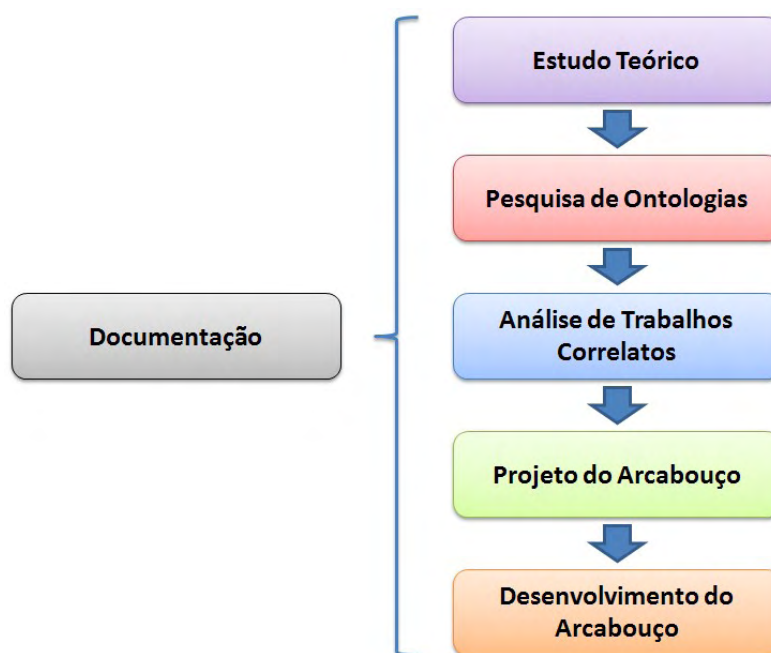 Estudo Teórico
Pesquisa de Ontologias
Documentação
Análise de Trabalhos
Correlatos
Projeto do Arcabouço
Desenvolvimento do
Arcabouço